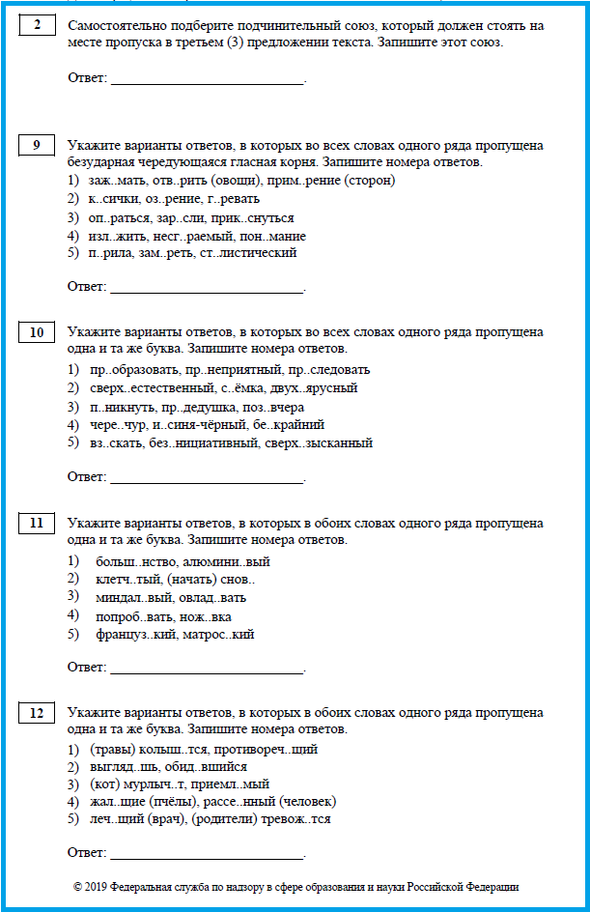 2
Самостоятельно подберите подчинительный союз, который должен стоять на
месте пропуска в третьем (3) предложении текста. Запишите этот союз.
Ответ: ___________________________.
9
Укажите варианты ответов, в которых во всех словах одного ряда пропущена
безударная чередующаяся гласная корня. Запишите номера ответов.
1) заж..мать, отв..рить (овощи), прим..рение (сторон)
2) к..сички, оз..рение, г..ревать
3) оп..раться, зар..сли, прик..снуться
4) изл..жить, несг..раемый, пон..мание
5) п..рила, зам..реть, ст..листический
Ответ: ___________________________.
10
Укажите варианты ответов, в которых во всех словах одного ряда пропущена
одна и та же буква. Запишите номера ответов.
1) пр..образовать, пр..неприятный, пр..следовать
2) сверх..естественный, с..ёмка, двух..ярусный
3) п..никнуть, пр..дедушка, поз..вчера
4) чере..чур, и..синя-чёрный, бе..крайний
5) вз..скать, без..нициативный, сверх..зысканный
Ответ: ___________________________.
11
Укажите варианты ответов, в которых в обоих словах одного ряда пропущена
одна и та же буква. Запишите номера ответов.
1) больш..нство, алюмини..вый
2) клетч..тый, (начать) снов..
3) миндал..вый, овлад..вать
4) попроб..вать, нож..вка
5) француз..кий, матрос..кий
Ответ: ___________________________.
12
Укажите варианты ответов, в которых в обоих словах одного ряда пропущена
одна и та же буква. Запишите номера ответов.
1) (травы) колыш..тся, противореч..щий
2) выгляд..шь, обид..вшийся
3) (кот) мурлыч..т, приемл..мый
4) жал..щие (пчёлы), рассе..нный (человек)
5) леч..щий (врач), (родители) тревож..тся
Ответ: ___________________________.
© 2019 Федеральная служба по надзору в сфере образования и науки Российской Федерации